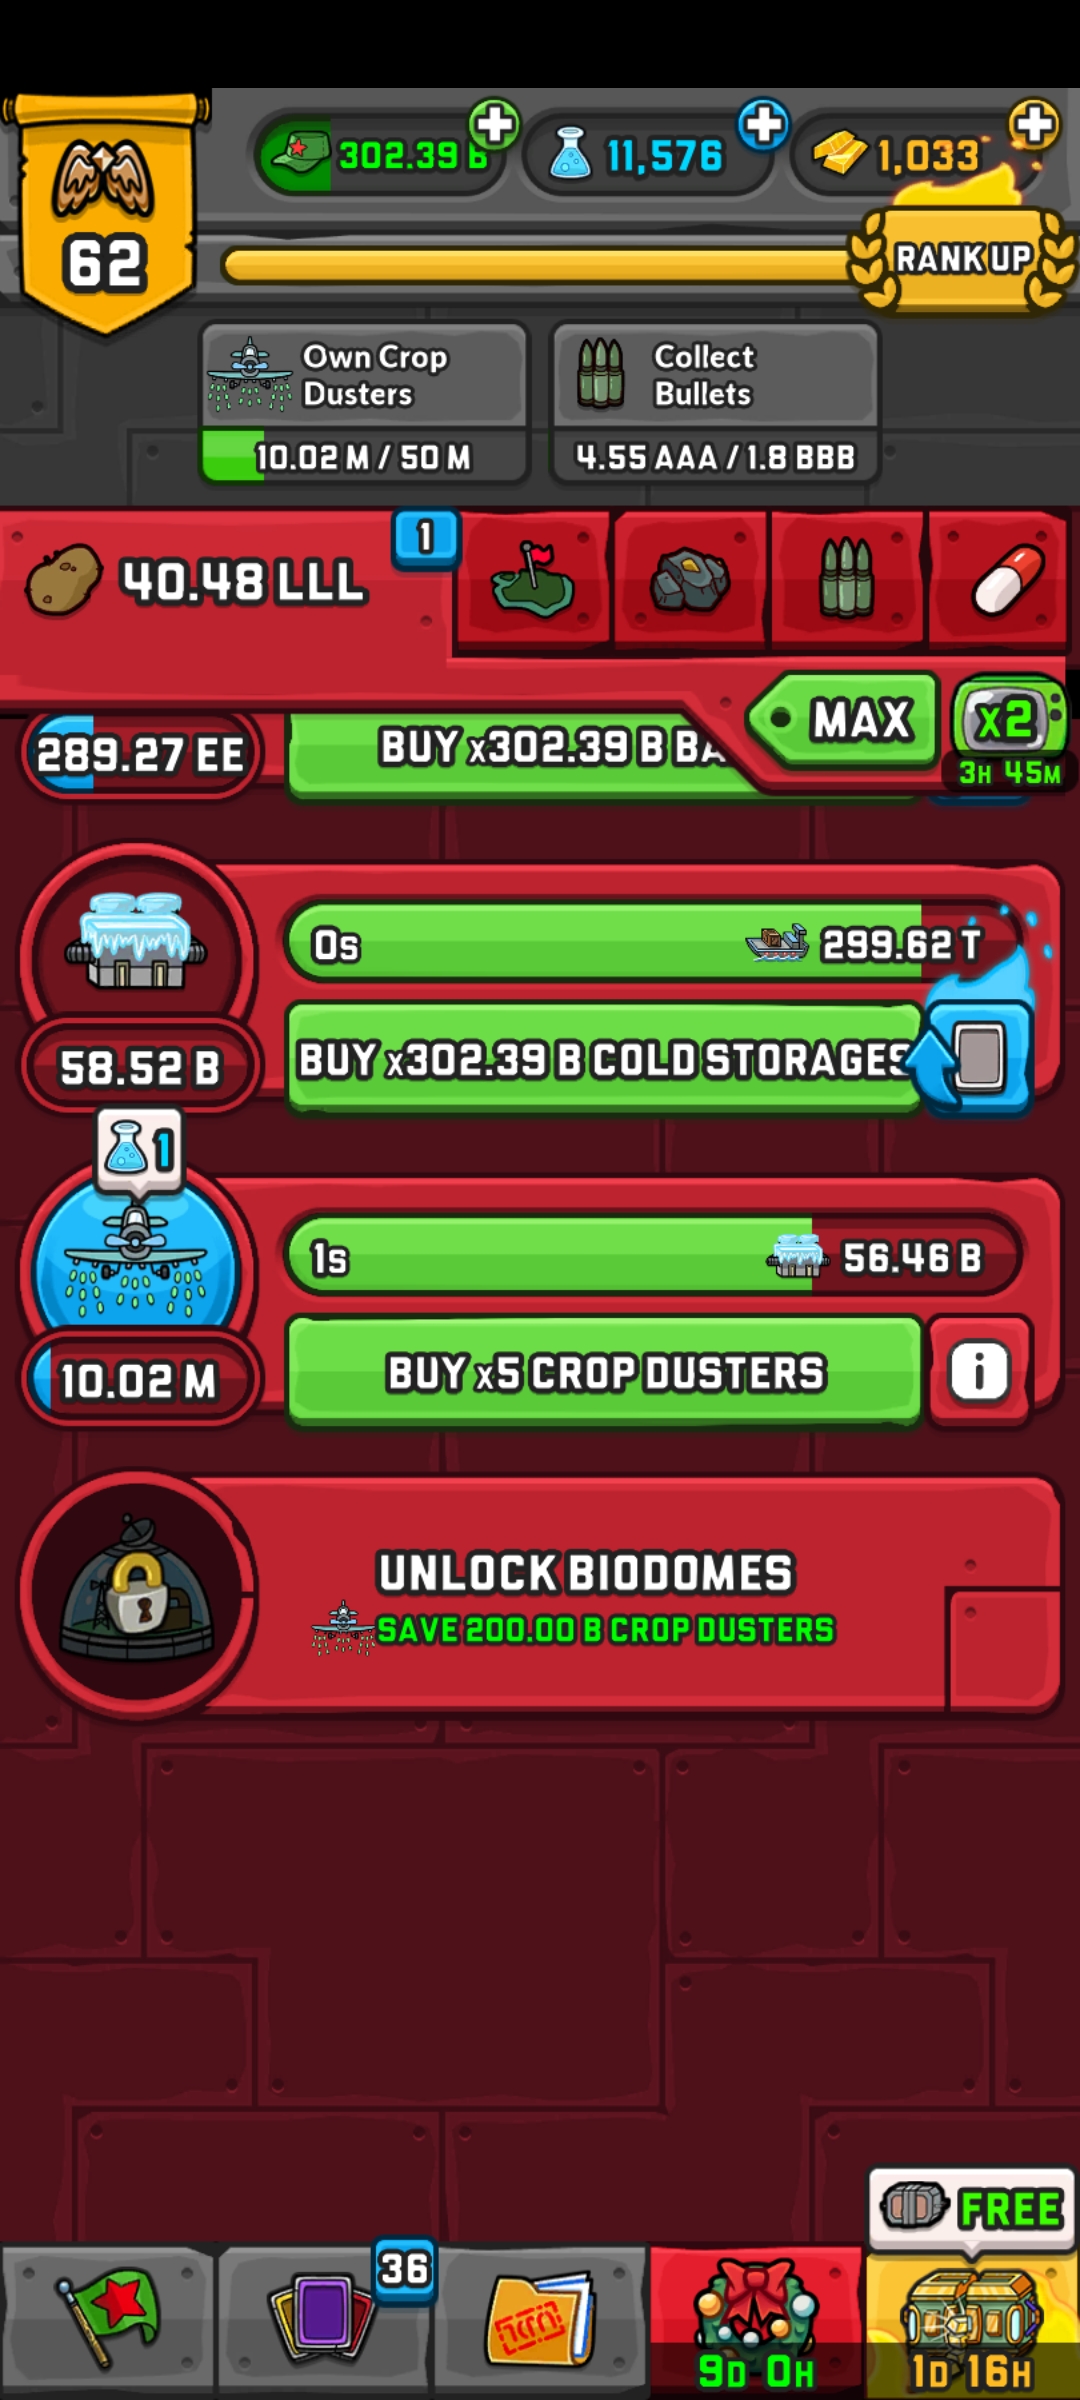 302.39 B
11,576
1,033
62
RANK UP
Own Crop
Dusters
10.02 M / 50 M
Collect
Bullets
4.55 AAA / 1.8 BBB
40.48 LLL
1
MAX
x2
3H 45M
289.27 EE
BUY x302.39 B BA
0s
299.62 T
58.52 B
BUY x302.39 B COLD STORAGES
1
1s
56.46 B
10.02 M
BUY x5 CROP DUSTERS
i
UNLOCK BIODOMES
SAVE 200.00 B CROP DUSTERS
FREE
36
9D 0H
1D 16H